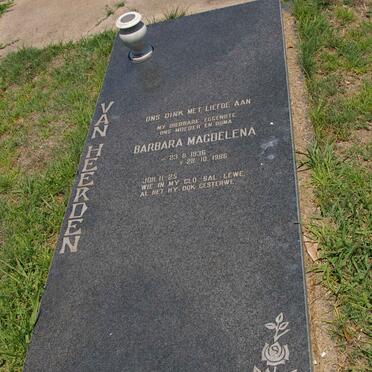 VAN HEERDEN
ONS DINK MET LIEFDE AAN
MY DIERBARE EGGENOTE
ONS MOEDER EN OUMA
BARBARA MAGDELENA
* 23. 8. 1936
† 28. 10. 1986
JOH. 11:25
WIE IN MY GLO SAL LEWE,
AL HET HY OOK GESTERWE